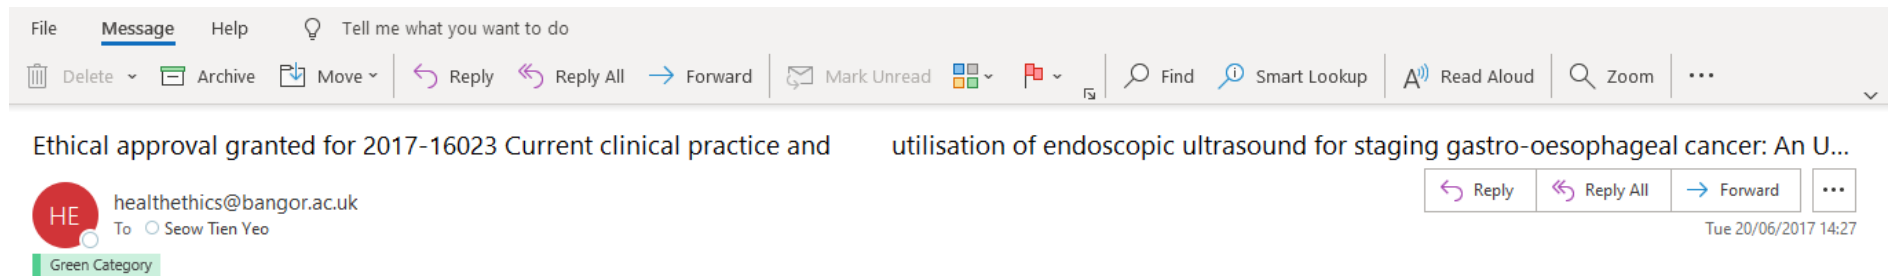 File Message Help Tell me what you want to do
Delete Archive Move Reply Reply All Forward Mark Unread Find Smart Lookup A Read Aloud Zoom ...
Ethical approval granted for 2017-16023 Current clinical practice and utilisation of endoscopic ultrasound for staging gastro-oesophageal cancer: An U...
Reply Reply All Forward ...
HE healthethics@bangor.ac.uk
To Seow Tien Yeo Tue 20/06/2017 14:27
Green Category